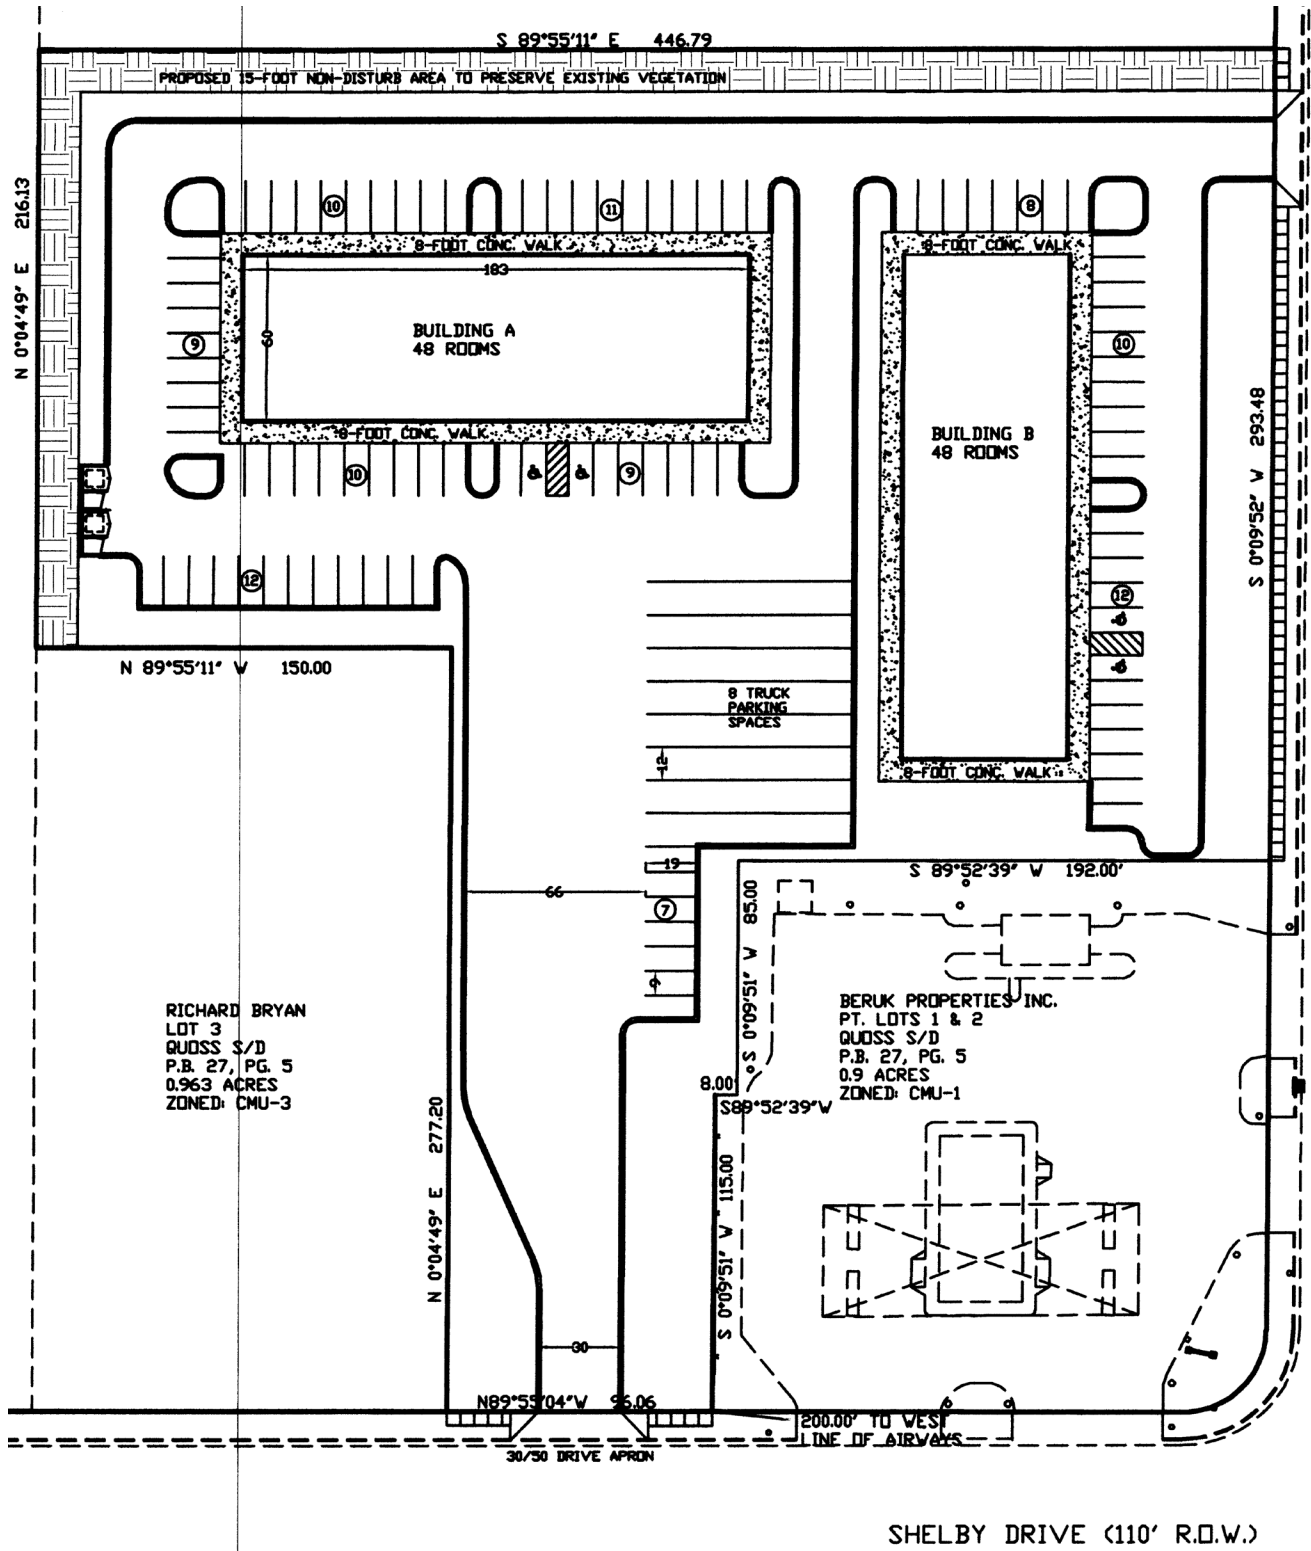 S 89°55'11" E 446.79
PROPOSED 15-FOOT NON-DISTURB AREA TO PRESERVE EXISTING VEGETATION
N 0°04'49" E 216.13
10
11
8
8-FOOT CONC. WALK
8-FOOT CONC. WALK
183
60
BUILDING A
48 ROOMS
9
10
8-FOOT CONC. WALK
BUILDING B
48 ROOMS
S 0°09'52" W 293.48
10
9
12
12
N 89°55'11" W 150.00
8 TRUCK
PARKING
SPACES
12
8-FOOT CONC. WALK
19
S 89°52'39" W 192.00'
66
7
9
S 0°09'51" W 85.00
RICHARD BRYAN
LOT 3
QUOSS S/D
P.B. 27, PG. 5
0.963 ACRES
ZONED: CMU-3
BERUK PROPERTIES INC.
PT. LOTS 1 & 2
QUOSS S/D
P.B. 27, PG. 5
0.9 ACRES
ZONED: CMU-1
8.00'
S89°52'39"W
N 0°04'49" E 277.20
S 0°09'51" W 115.00
30
N89°55'04"W 96.06
200.00' TO WEST
LINE OF AIRWAYS
30/50 DRIVE APRON
SHELBY DRIVE (110' R.O.W.)